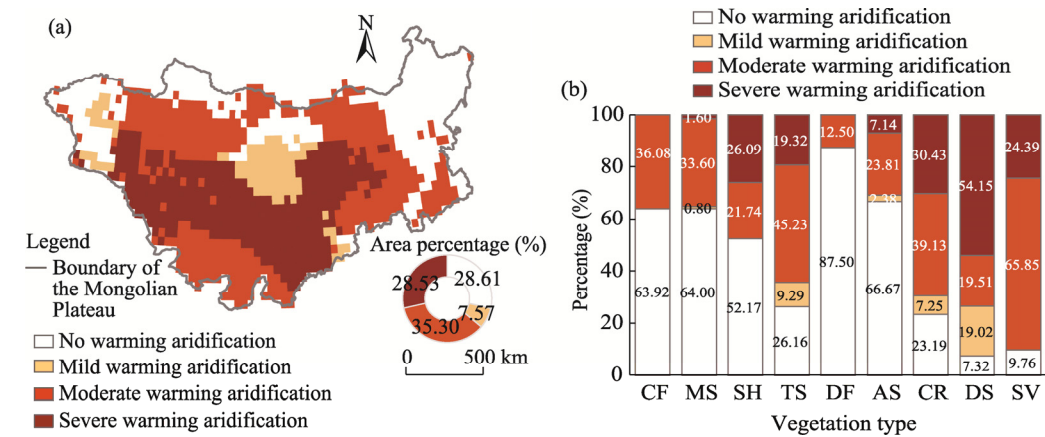 (a)
N
Legend
Boundary of
the Mongolian
Plateau
No warming aridification
Mild warming aridification
Moderate warming aridification
Severe warming aridification
Area percentage (%)
28.53
28.61
7.57
35.30
0 500 km
No warming aridification
Mild warming aridification
Moderate warming aridification
Severe warming aridification
(b)
Percentage (%)
100
80
60
40
20
0
36.08
63.92
1.60
33.60
0.80
64.00
26.09
21.74
52.17
19.32
45.23
9.29
26.16
12.50
87.50
7.14
23.81
2.38
66.67
30.43
39.13
7.25
23.19
54.15
19.51
19.02
7.32
24.39
65.85
9.76
CF MS SH TS DF AS CR DS SV
Vegetation type